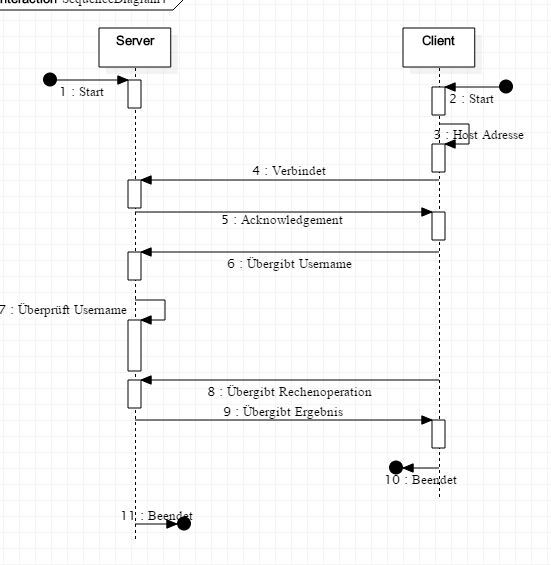 SequenceDiagram1
Server
Client
1 : Start
2 : Start
3 : Host Adresse
4 : Verbindet
5 : Acknowledgement
6 : Übergibt Username
7 : Überprüft Username
8 : Übergibt Rechenoperation
9 : Übergibt Ergebnis
10 : Beendet
11 : Beendet